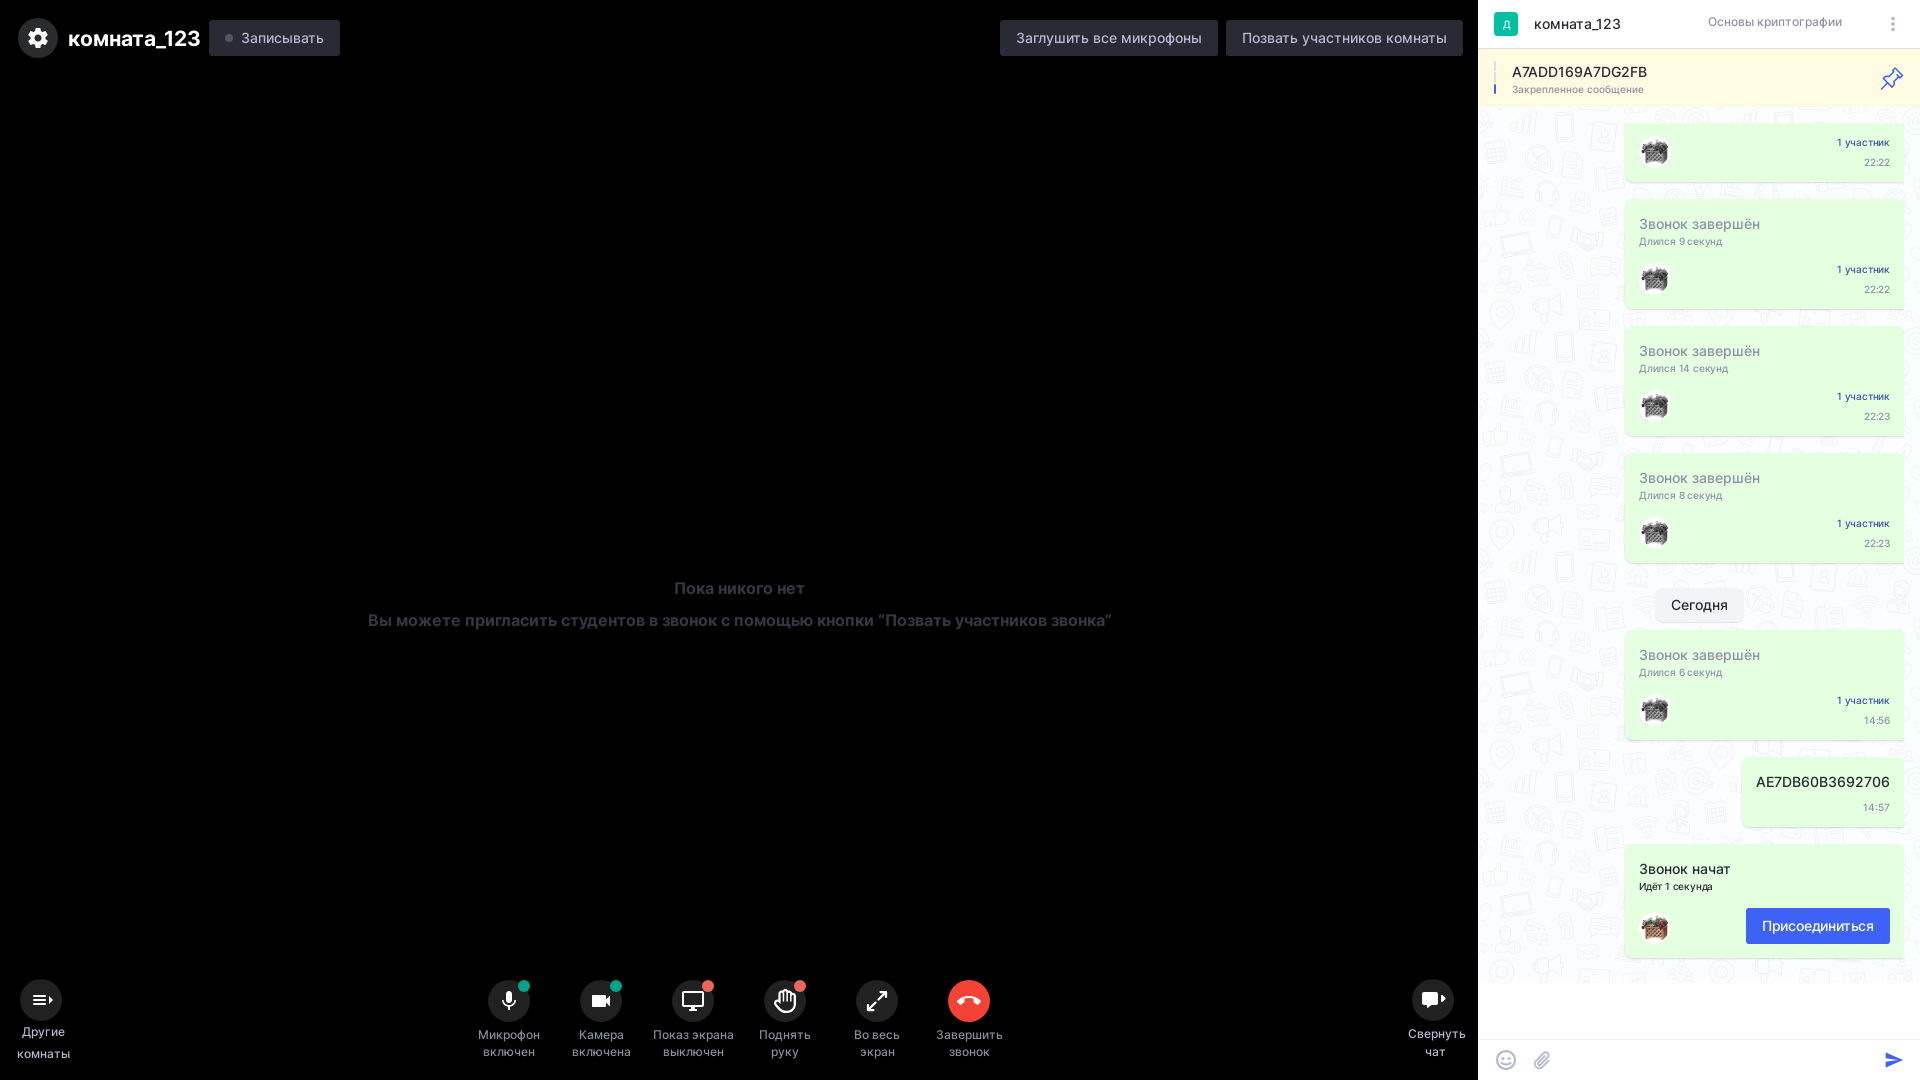 комната_123
Записывать
Заглушить все микрофоны
Позвать участников комнаты
Пока никого нет
Вы можете пригласить студентов в звонок с помощью кнопки “Позвать участников звонка”
Другие
комнаты
Микрофон
включен
Камера
включена
Показ экрана
выключен
Поднять
руку
Во весь
экран
Завершить
звонок
Свернуть
чат
Д
комната_123
Основы криптографии
A7ADD169A7DG2FB
Закрепленное сообщение
1 участник
22:22
Звонок завершён
Длился 9 секунд
1 участник
22:22
Звонок завершён
Длился 14 секунд
1 участник
22:23
Звонок завершён
Длился 8 секунд
1 участник
22:23
Сегодня
Звонок завершён
Длился 6 секунд
1 участник
14:56
AE7DB60B3692706
14:57
Звонок начат
Идёт 1 секунда
Присоединиться